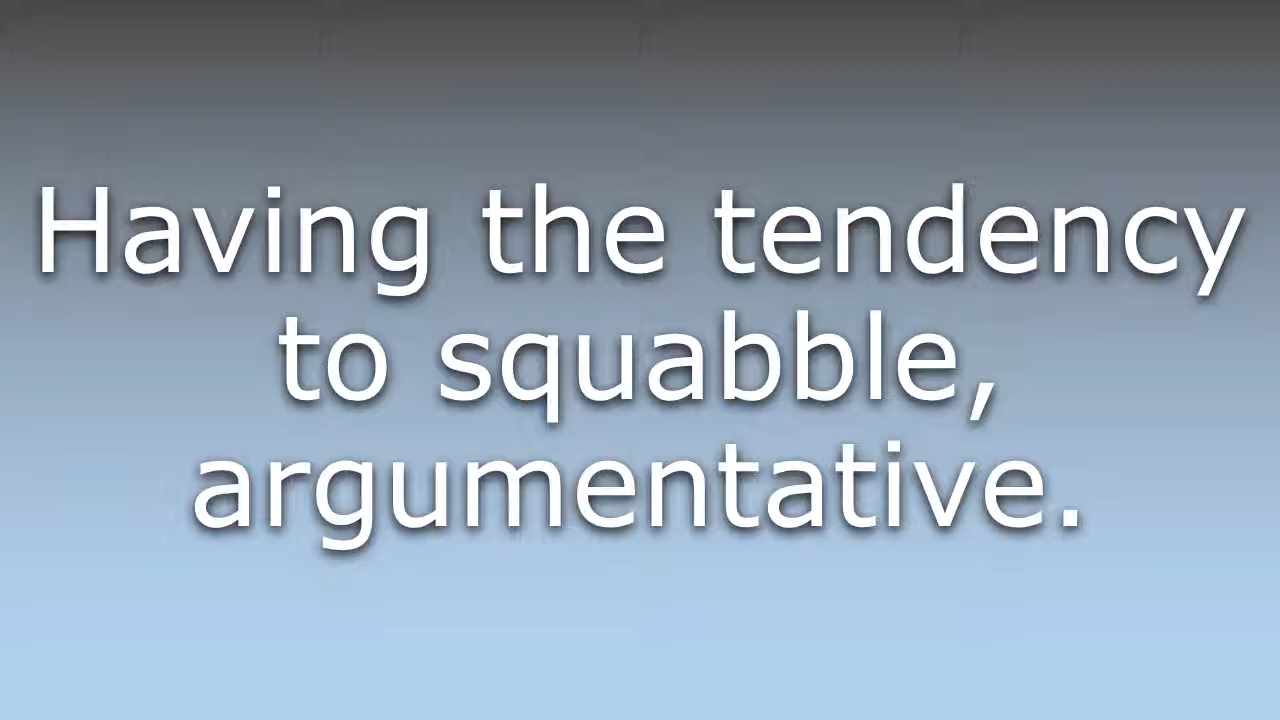 Having the tendency
to squabble,
argumentative.